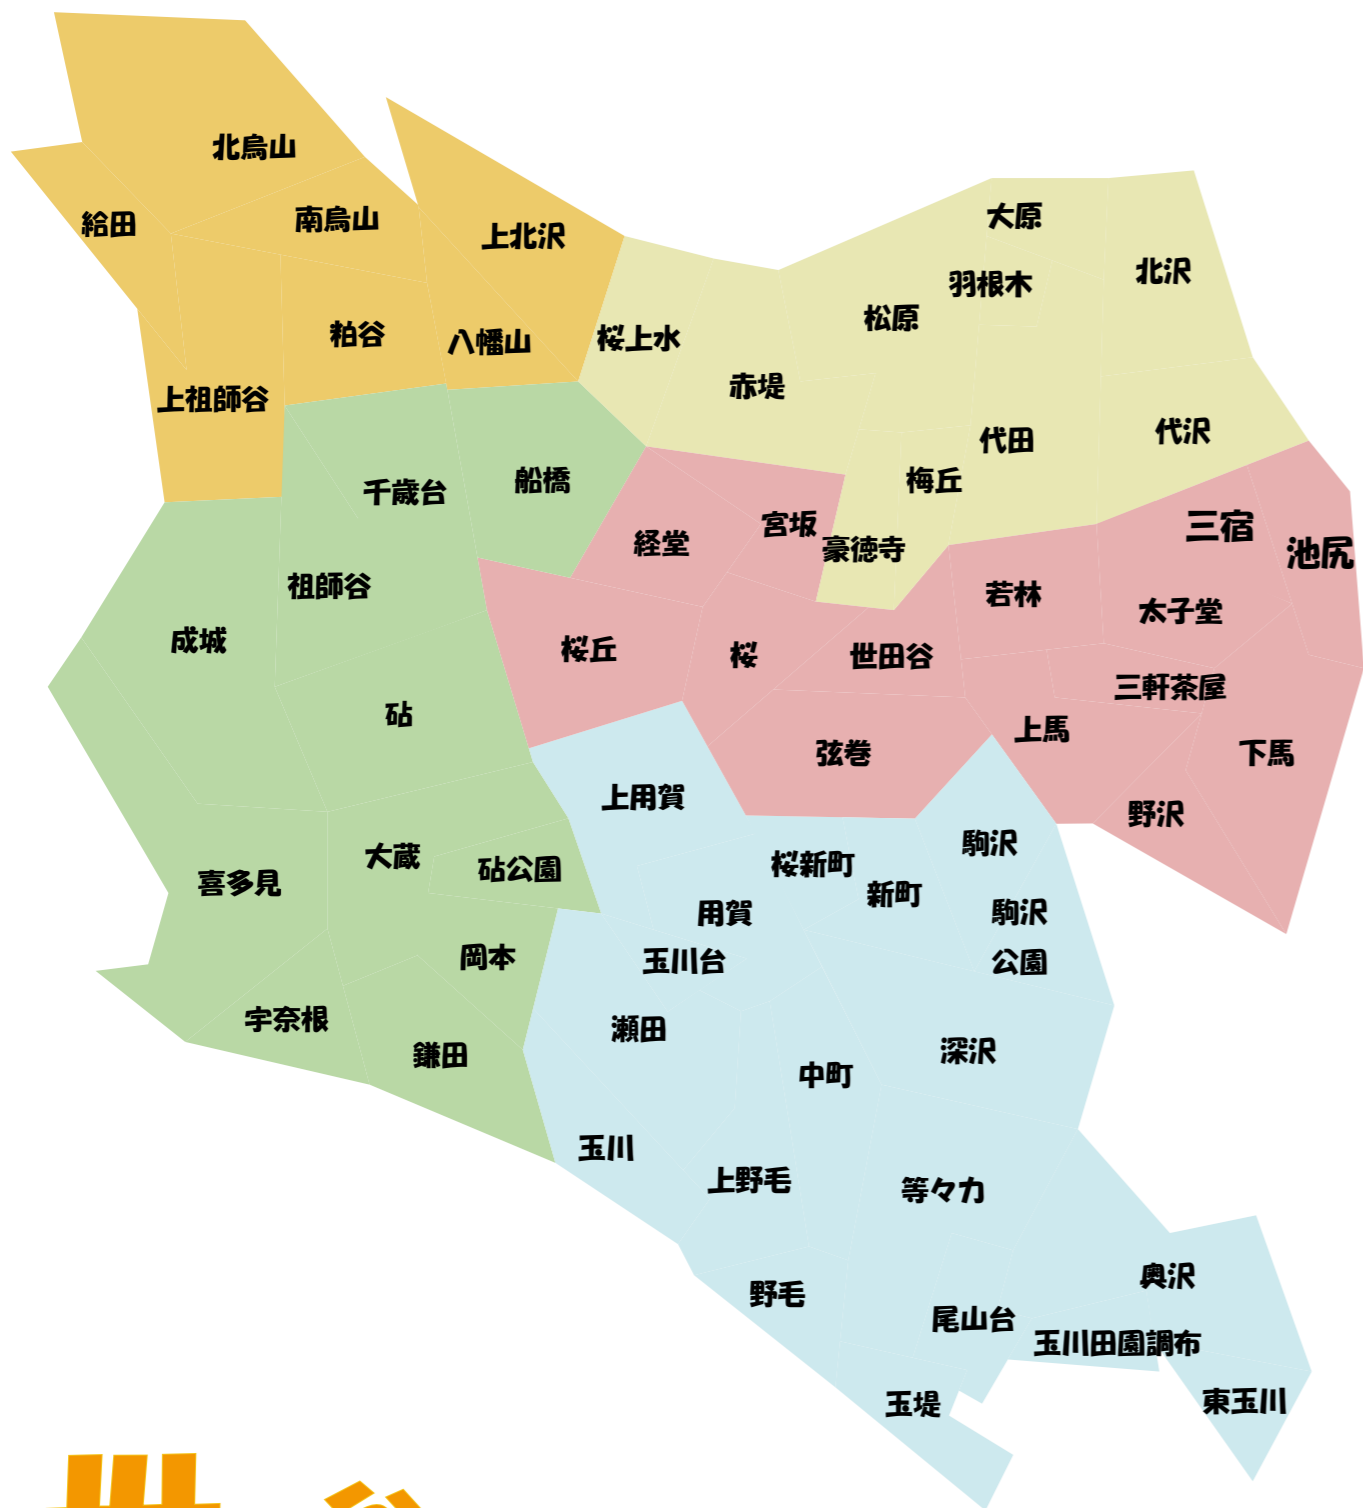 北烏山
給田
南烏山
上北沢
粕谷
八幡山
上祖師谷
大原
羽根木
北沢
松原
桜上水
赤堤
代田
代沢
梅丘
豪徳寺
千歳台
船橋
祖師谷
成城
砧
大蔵
砧公園
喜多見
岡本
宇奈根
鎌田
経堂
宮坂
三宿
池尻
若林
太子堂
桜丘
桜
世田谷
三軒茶屋
上馬
弦巻
下馬
野沢
上用賀
駒沢
桜新町
新町
用賀
駒沢
公園
玉川台
瀬田
深沢
中町
玉川
上野毛
等々力
野毛
奥沢
尾山台
玉川田園調布
玉堤
東玉川